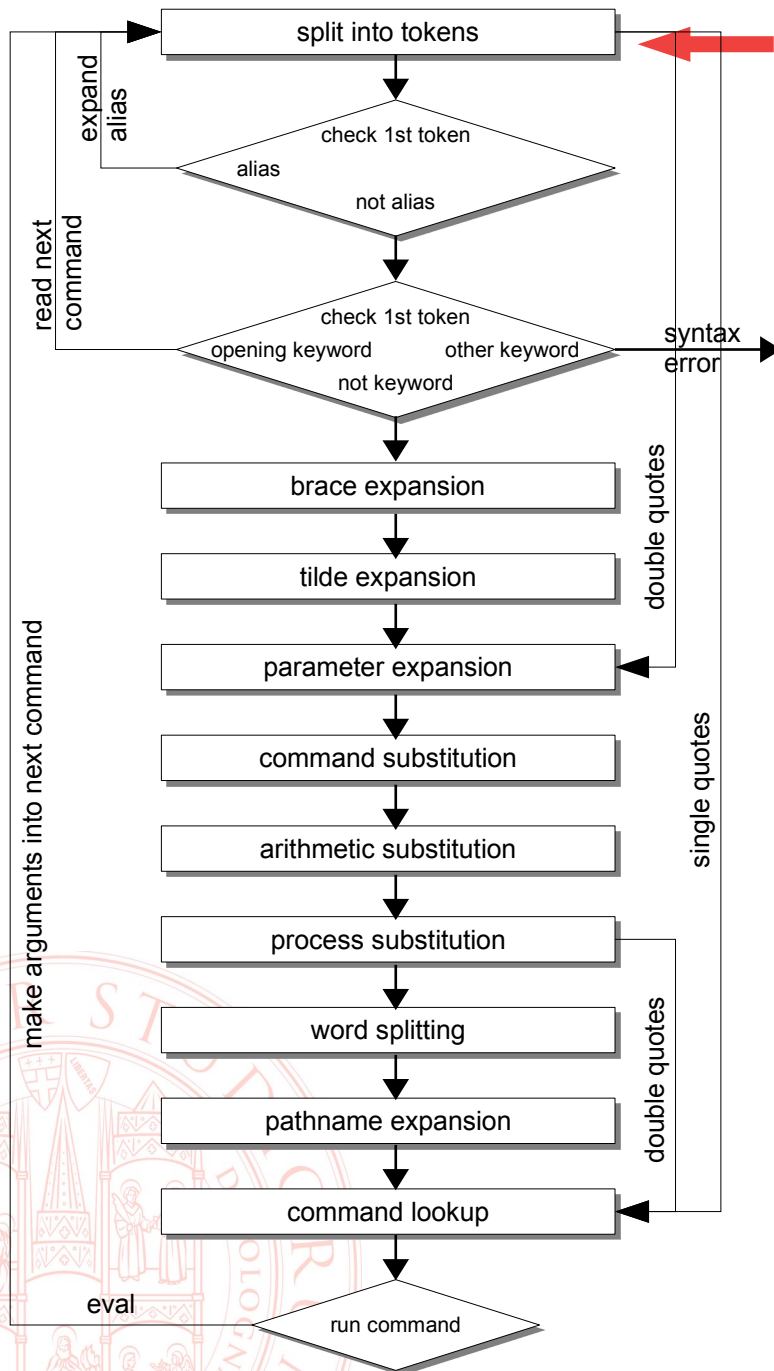 split into tokens
expand
alias
check 1st token
alias
not alias
read next
command
check 1st token
opening keyword
other keyword
not keyword
syntax
error
brace expansion
double quotes
tilde expansion
parameter expansion
make arguments into next command
command substitution
single quotes
arithmetic substitution
process substitution
word splitting
double quotes
pathname expansion
command lookup
eval
run command
LIBERTAS